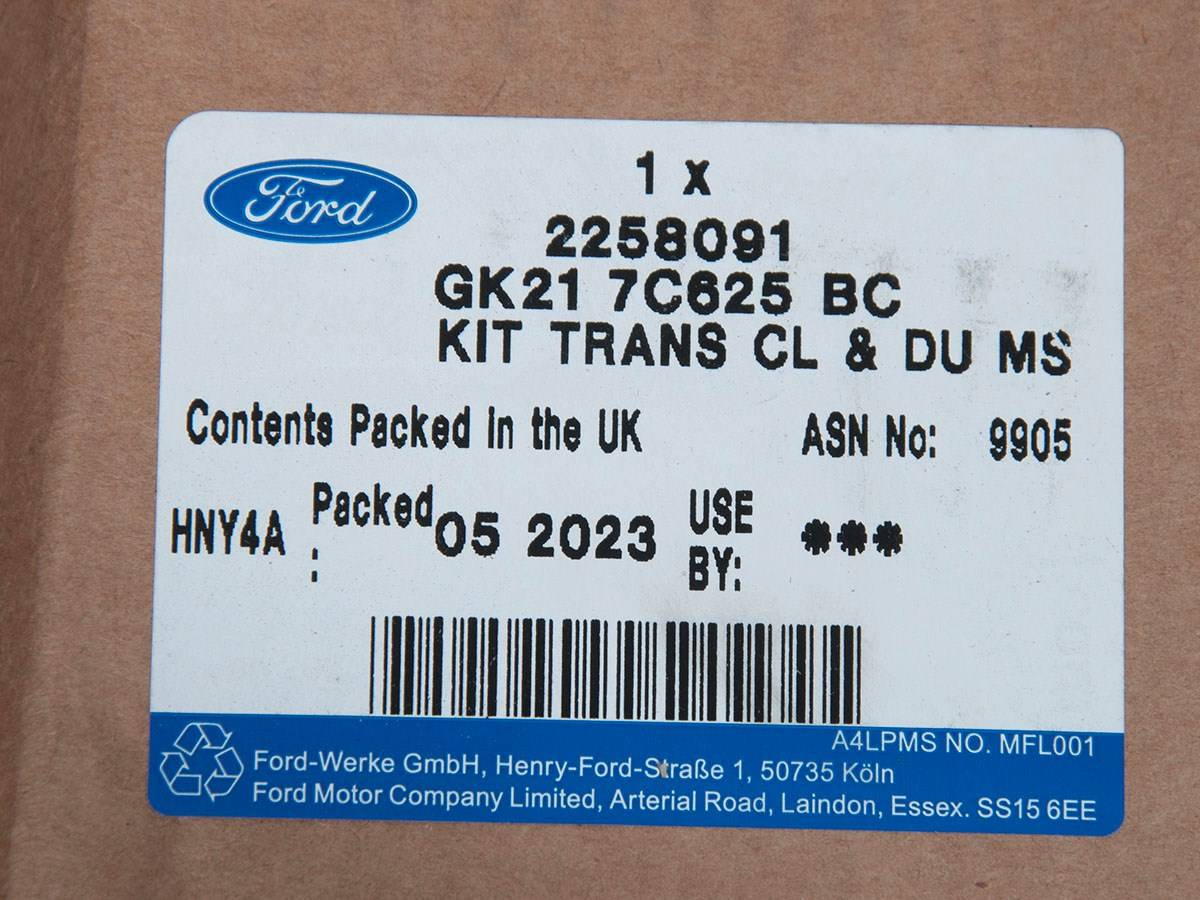 Ford
1 x
2258091
GK21 7C625 BC
KIT TRANS CL & DU MS
Contents Packed in the UK ASN No: 9905
HNY4A Packed : 05 2023 USE BY: ***
A4LPMS NO. MFL001
Ford-Werke GmbH, Henry-Ford-Straße 1, 50735 Köln
Ford Motor Company Limited, Arterial Road, Laindon, Essex. SS15 6EE